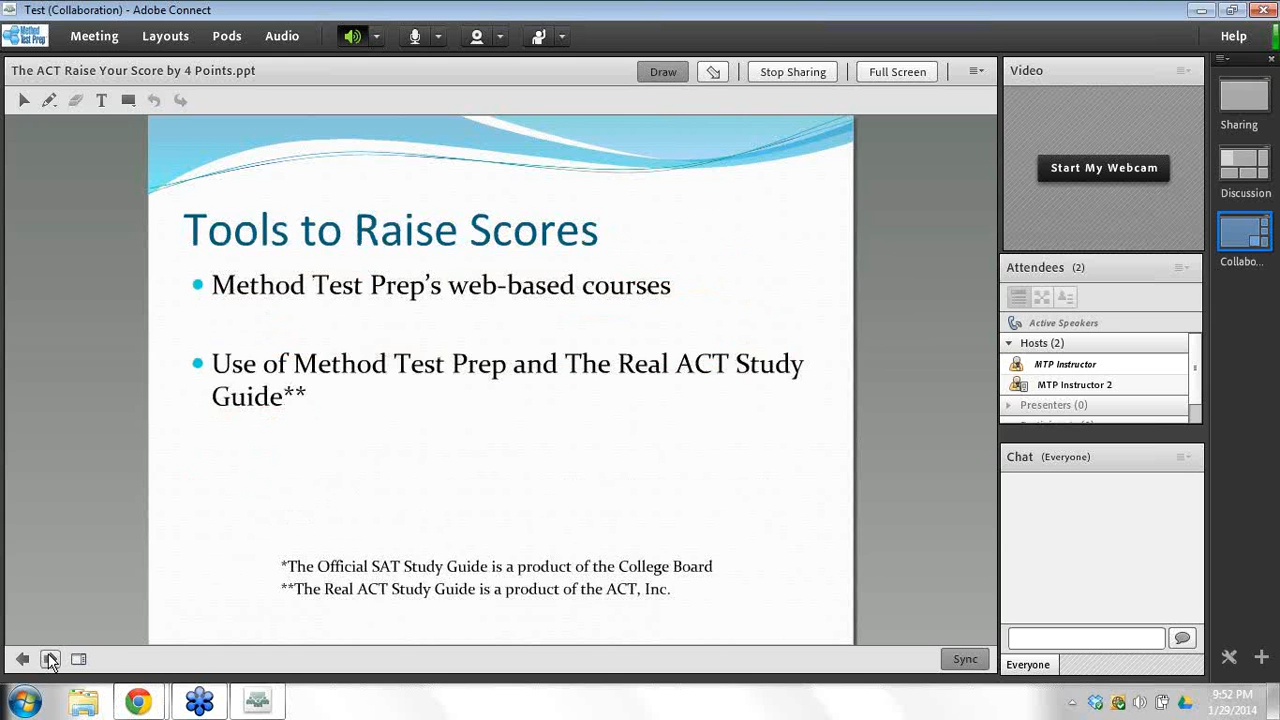 Test (Collaboration) - Adobe Connect
Method Test Prep
Meeting Layouts Pods Audio Help
The ACT Raise Your Score by 4 Points.ppt
Draw Stop Sharing Full Screen
Tools to Raise Scores
• Method Test Prep’s web-based courses
• Use of Method Test Prep and The Real ACT Study
Guide**
*The Official SAT Study Guide is a product of the College Board
**The Real ACT Study Guide is a product of the ACT, Inc.
Sync
Video
Start My Webcam
Attendees (2)
Active Speakers
Hosts (2)
MTP Instructor
MTP Instructor 2
Presenters (0)
Chat (Everyone)
Everyone
Sharing
Discussion
Collabo...
9:52 PM
1/29/2014